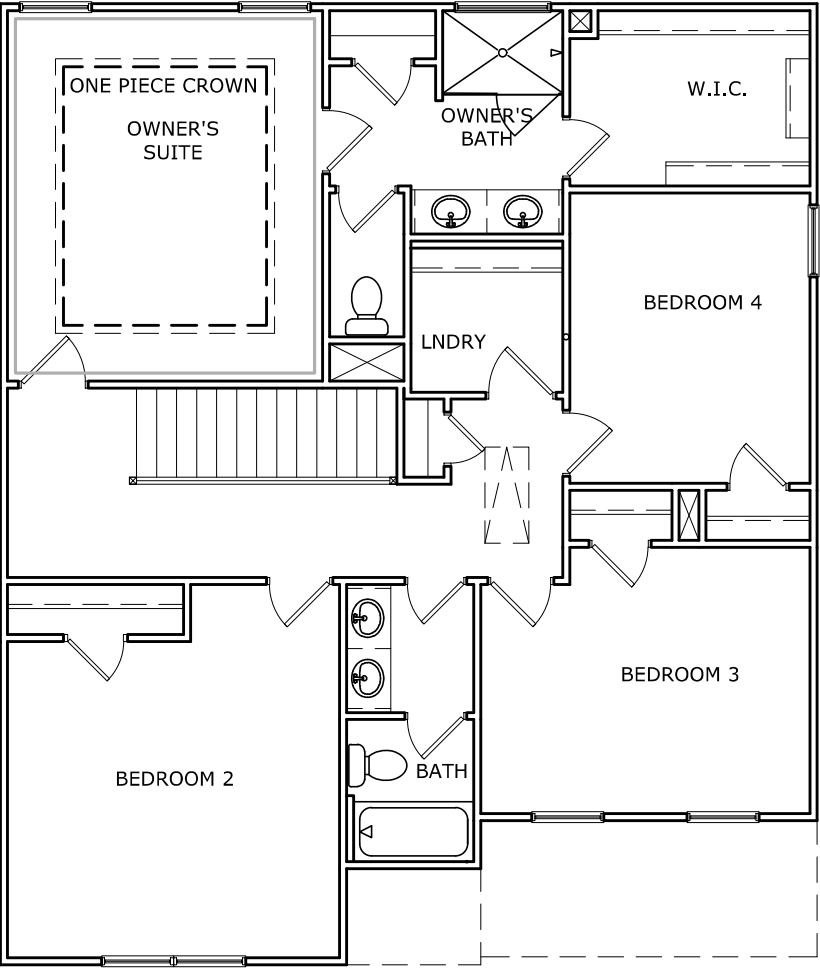 ONE PIECE CROWN
OWNER'S
SUITE
OWNER'S
BATH
W.I.C.
BEDROOM 4
LNDRY
BEDROOM 3
BEDROOM 2
BATH